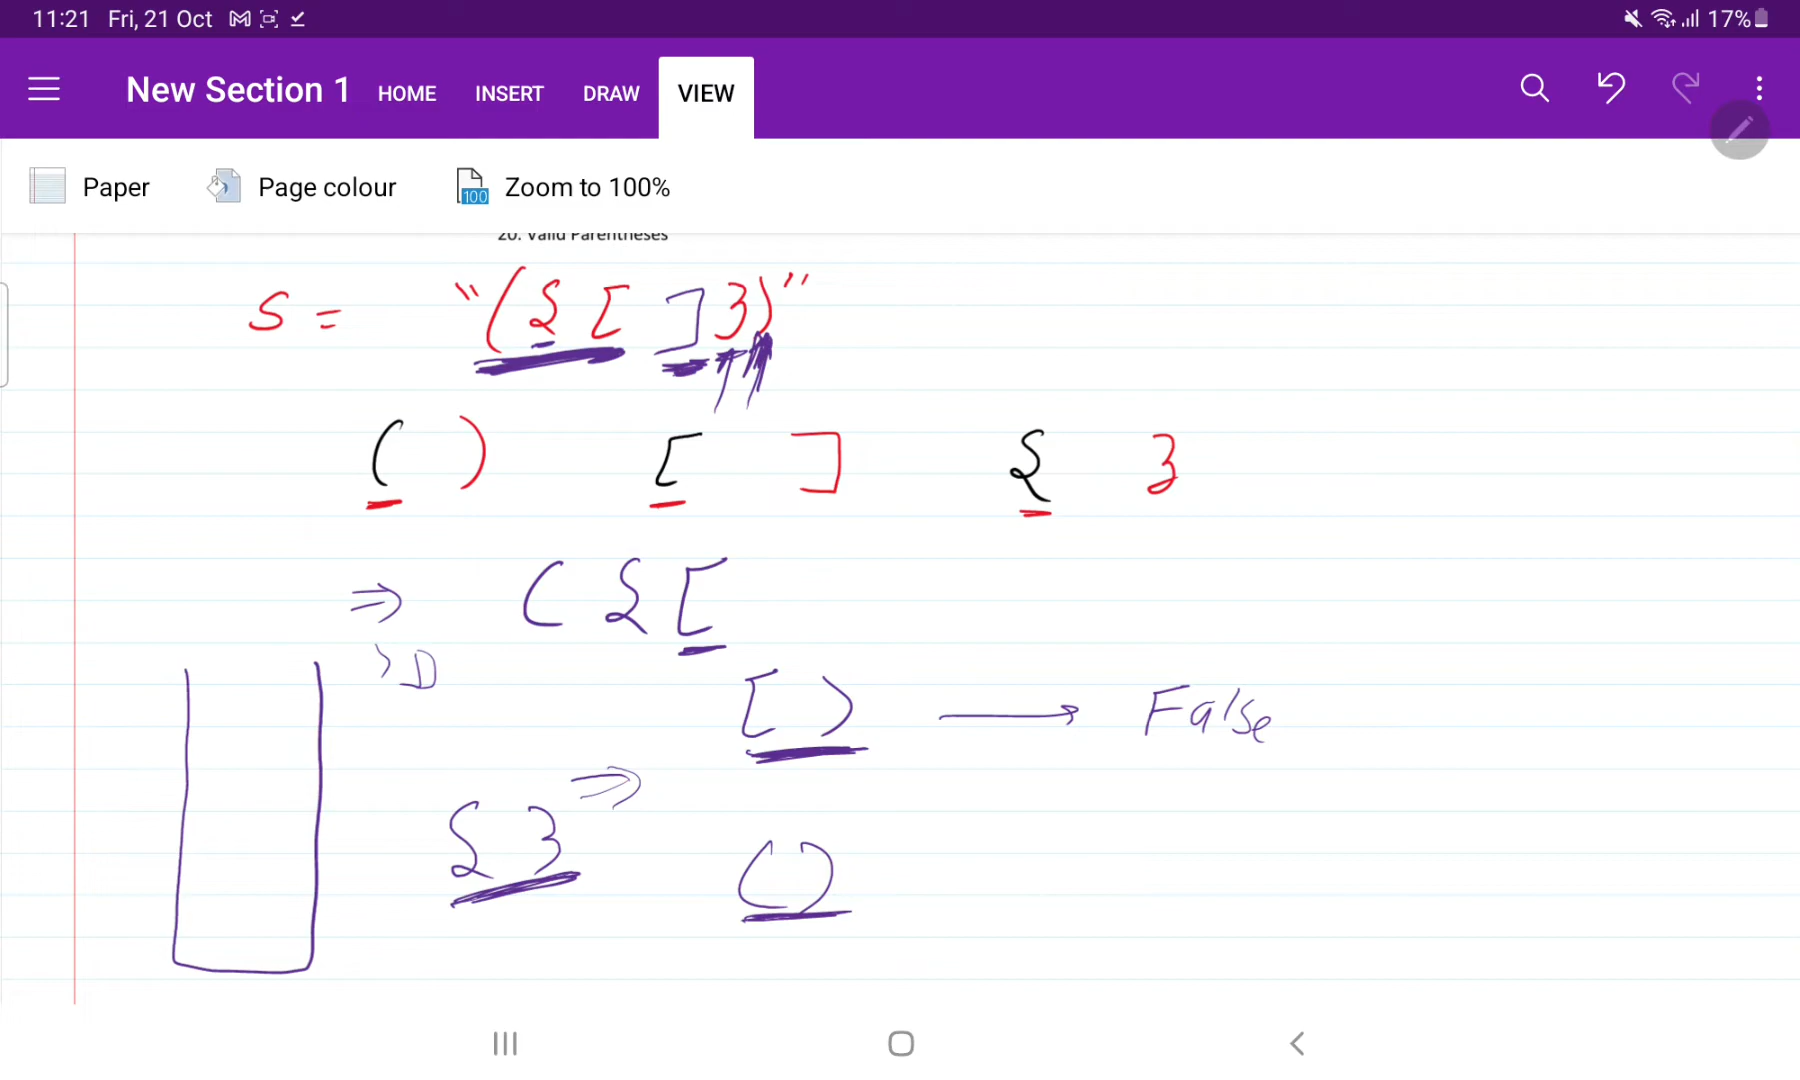 11:21 Fri, 21 Oct 17%
New Section 1 HOME INSERT DRAW VIEW
Paper Page colour 100 Zoom to 100%
20. Valid Parentheses
S = "({[]})"
( ) [ ] { }
⇒ ( { [
[ ) → False
{ } ⇒
( )